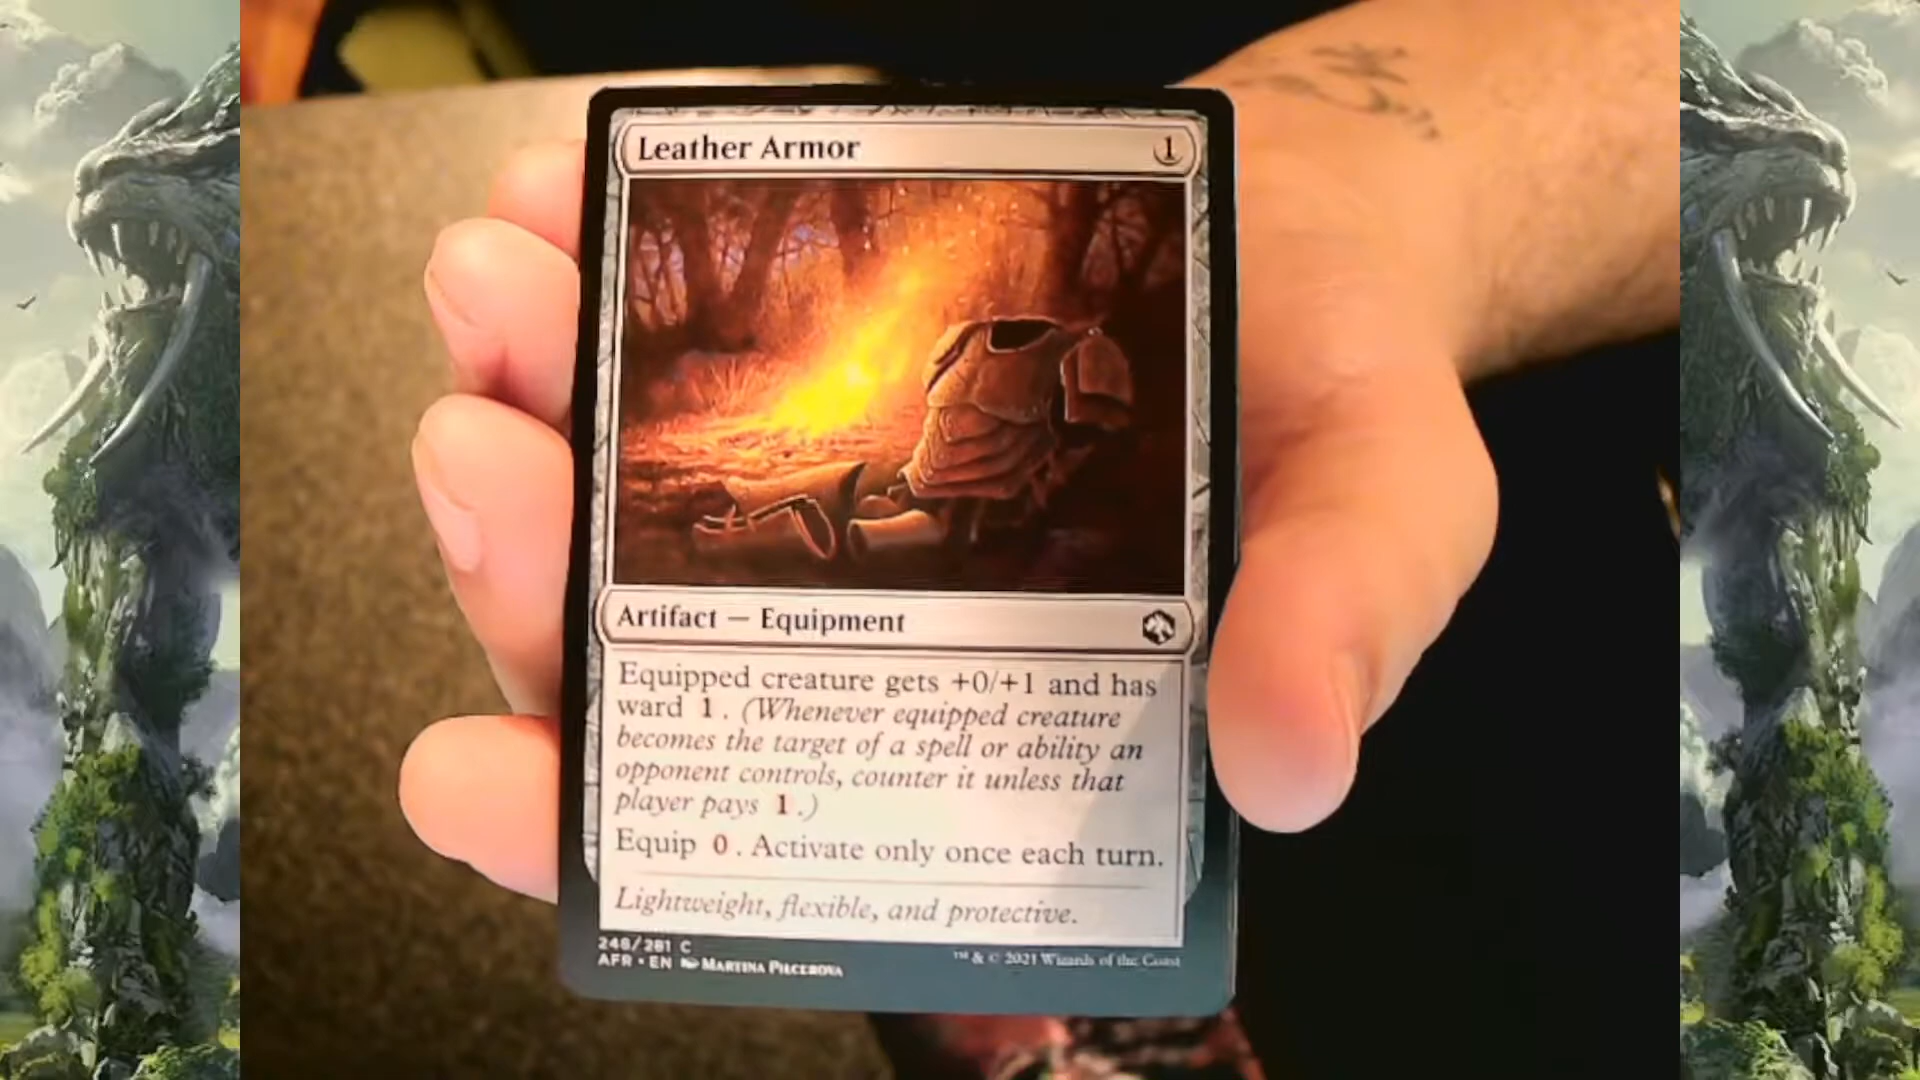 Leather Armor 1
Artifact — Equipment
Equipped creature gets +0/+1 and has
ward 1. (Whenever equipped creature
becomes the target of a spell or ability an
opponent controls, counter it unless that
player pays 1.)
Equip 0. Activate only once each turn.
Lightweight, flexible, and protective.
248/281 C
AFR • EN MARTINA PILCEROVA
™ & © 2021 Wizards of the Coast